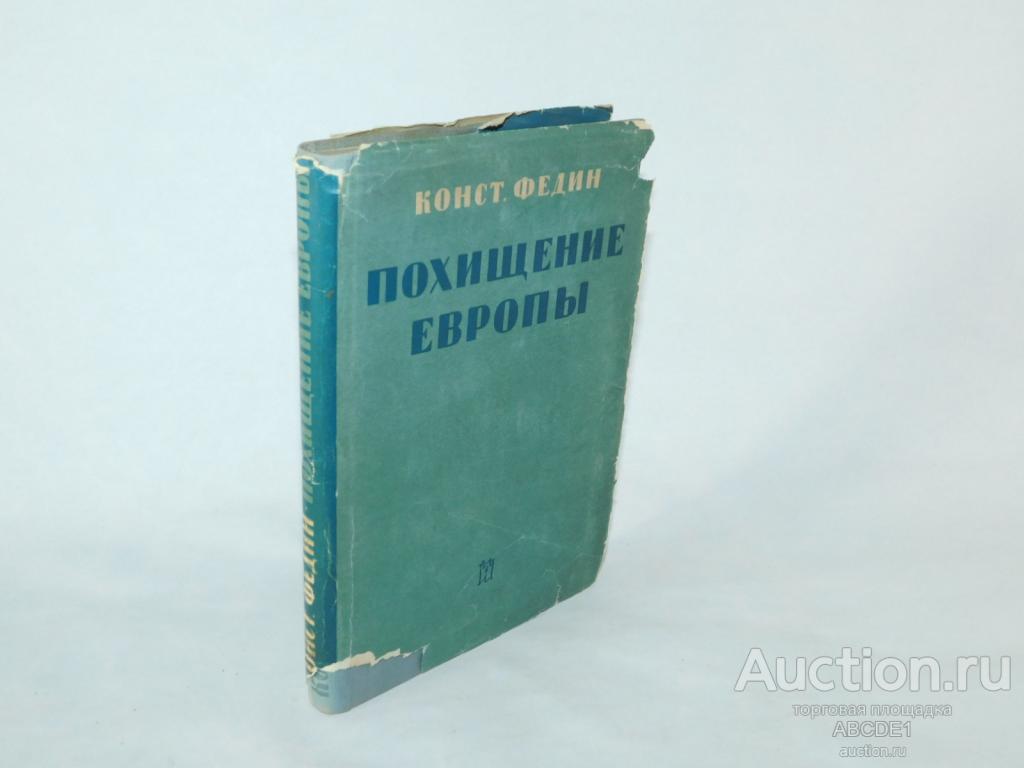 КОНСТ. ФЕДИН
ПОХИЩЕНИЕ
ЕВРОПЫ
КОНСТ. ФЕДИН · ПОХИЩЕНИЕ ЕВРОПЫ
Auction.ru
торговая площадка
ABCDE1
auction.ru